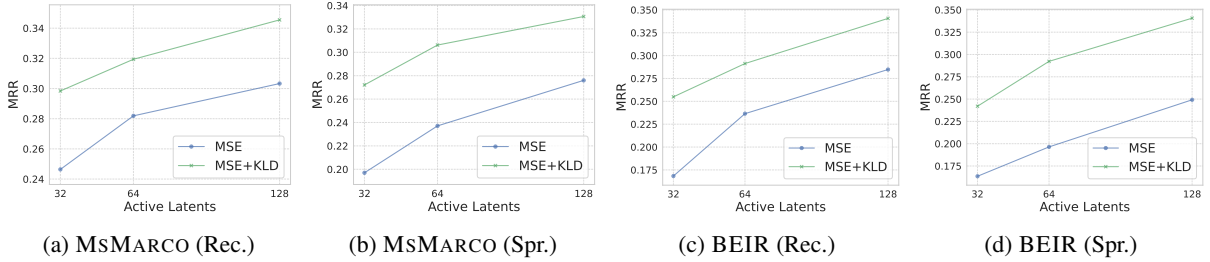 0.34
0.32
0.30
0.28
0.26
0.24
MRR
32
64
128
Active Latents
MSE
MSE+KLD
(a) MSMARCO (Rec.)
0.34
0.32
0.30
0.28
0.26
0.24
0.22
0.20
MRR
32
64
128
Active Latents
MSE
MSE+KLD
(b) MSMARCO (Spr.)
0.350
0.325
0.300
0.275
0.250
0.225
0.200
0.175
MRR
32
64
128
Active Latents
MSE
MSE+KLD
(c) BEIR (Rec.)
0.350
0.325
0.300
0.275
0.250
0.225
0.200
0.175
MRR
32
64
128
Active Latents
MSE
MSE+KLD
(d) BEIR (Spr.)